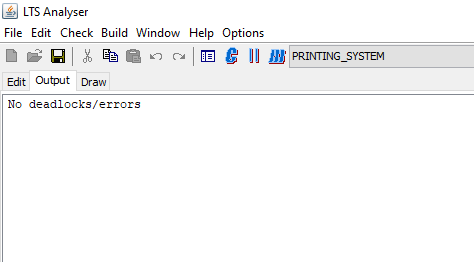 LTS Analyser
File Edit Check Build Window Help Options
PRINTING_SYSTEM
Edit Output Draw
No deadlocks/errors